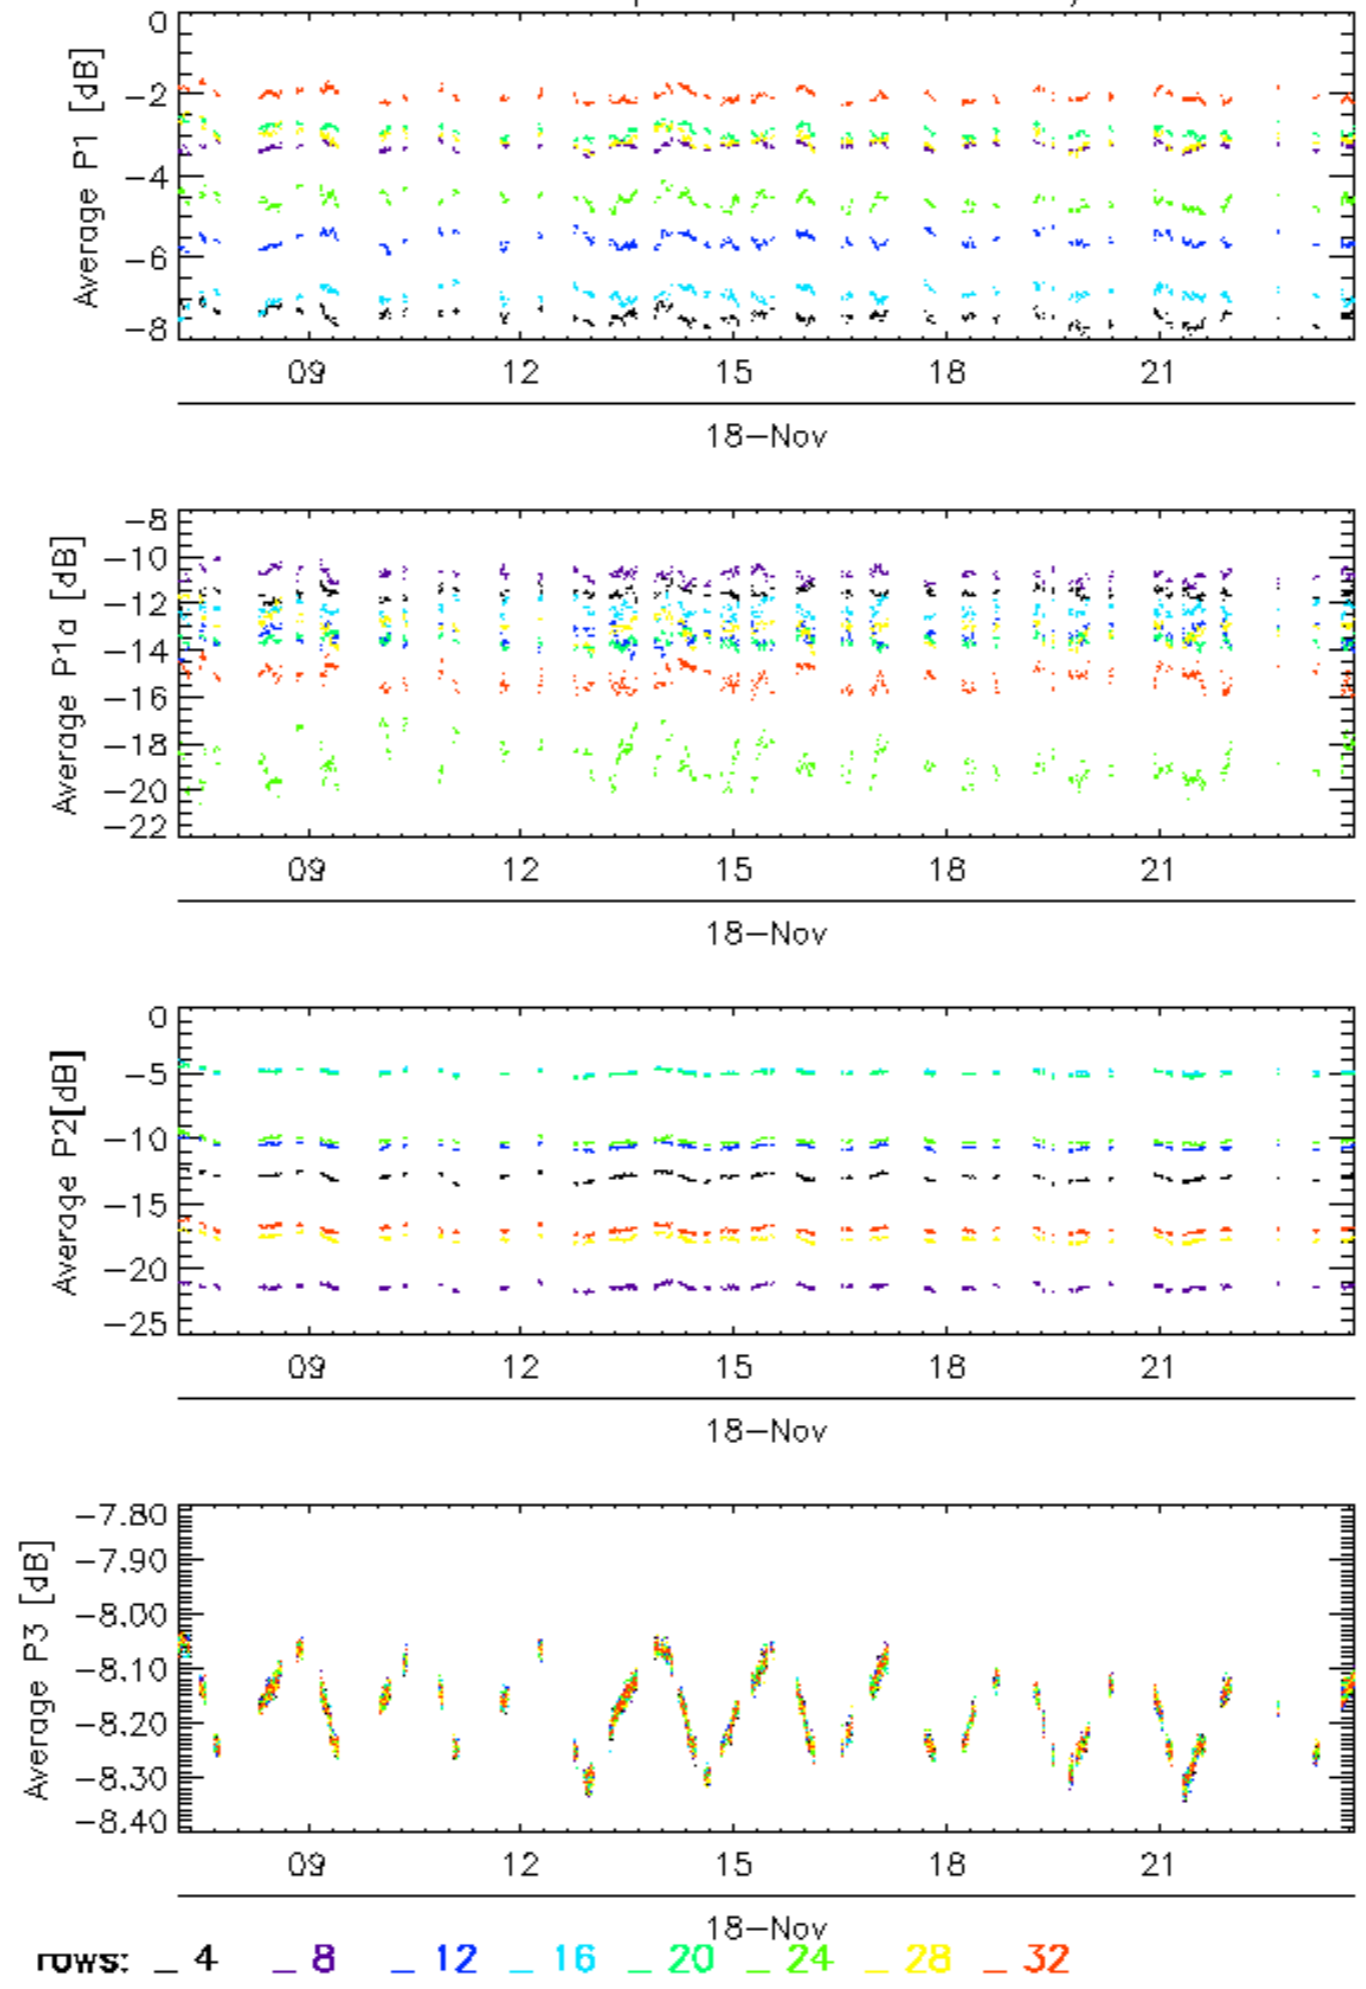 0
−2
−4
−6
−8
Average P1 [dB]
09 12 15 18 21
18−Nov
−8
−10
−12
−14
−16
−18
−20
−22
Average P1a [dB]
09 12 15 18 21
18−Nov
0
−5
−10
−15
−20
−25
Average P2[dB]
09 12 15 18 21
18−Nov
−7.80
−7.90
−8.00
−8.10
−8.20
−8.30
−8.40
Average P3 [dB]
09 12 15 18 21
18−Nov
rows: _ 4 _ 8 _ 12 _ 16 _ 20 _ 24 _ 28 _ 32